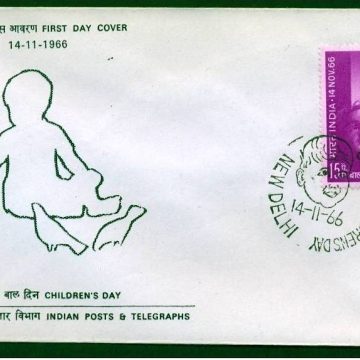 आवरण FIRST DAY COVER
14-11-1966
भारत INDIA · 14 NOV. 66
15
NEW DELHI
14-11-66
बाल दिन CHILDREN'S DAY
विभाग INDIAN POSTS & TELEGRAPHS